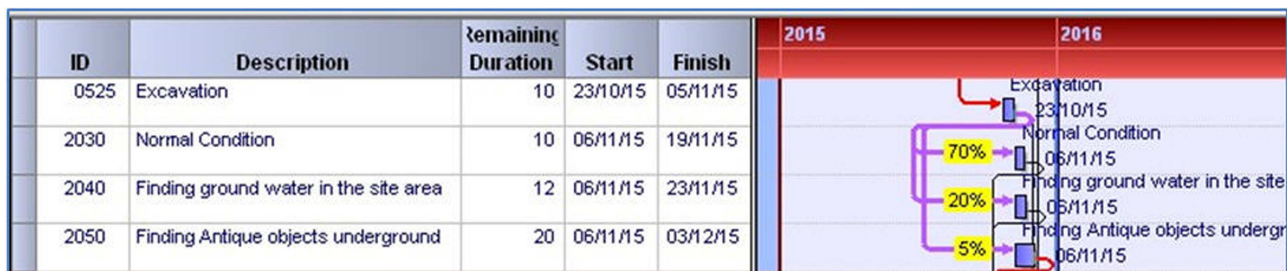 ID Description Remaining Duration Start Finish 2015 2016
0525 Excavation 10 23/10/15 05/11/15
2030 Normal Condition 10 06/11/15 19/11/15
2040 Finding ground water in the site area 12 06/11/15 23/11/15
2050 Finding Antique objects underground 20 06/11/15 03/12/15
Excavation
23/10/15
Normal Condition
70% 06/11/15
Finding ground water in the site
20% 06/11/15
Finding Antique objects undergr
5% 06/11/15